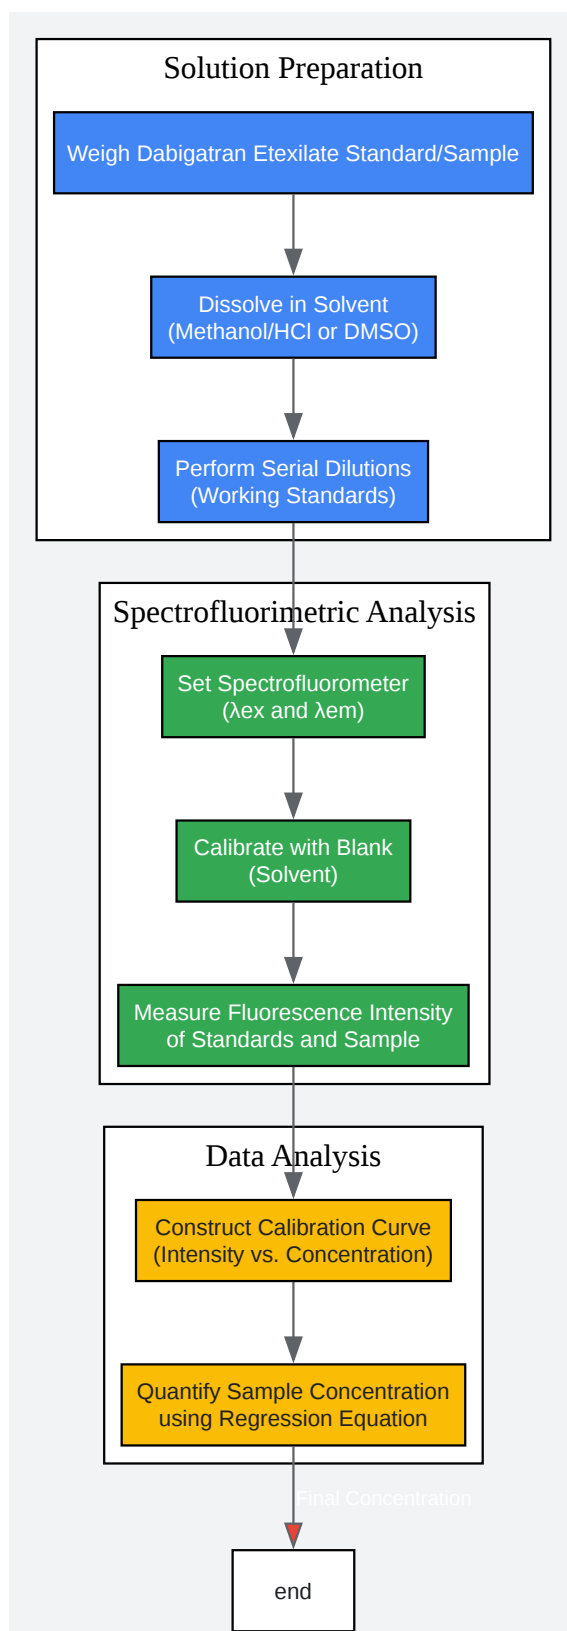 Solution Preparation
Weigh Dabigatran Etexilate Standard/Sample
Dissolve in Solvent
(Methanol/HCl or DMSO)
Perform Serial Dilutions
(Working Standards)
Spectrofluorimetric Analysis
Set Spectrofluorometer
(λex and λem)
Calibrate with Blank
(Solvent)
Measure Fluorescence Intensity
of Standards and Sample
Data Analysis
Construct Calibration Curve
(Intensity vs. Concentration)
Quantify Sample Concentration
using Regression Equation
Final Concentration
end